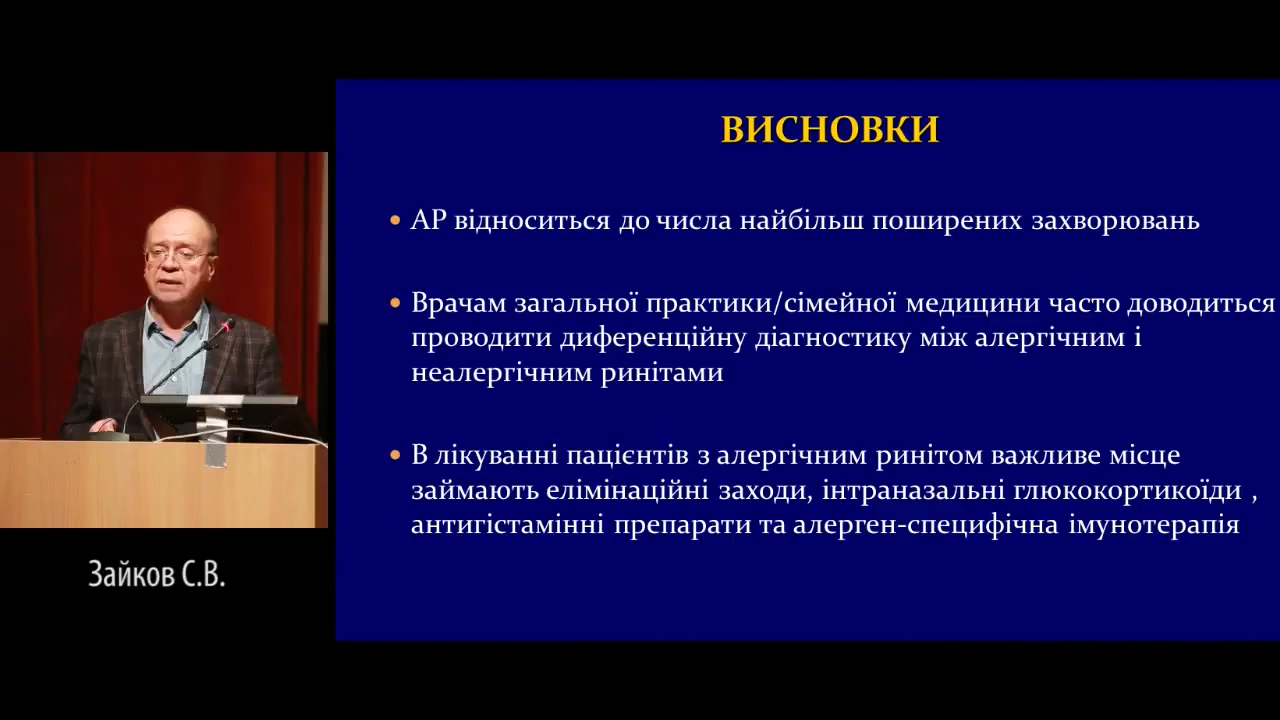 ВИСНОВКИ
• АР відноситься до числа найбільш поширених захворювань
• Врачам загальної практики/сімейної медицини часто доводиться
проводити диференційну діагностику між алергічним і
неалергічним ринітами
• В лікуванні пацієнтів з алергічним ринітом важливе місце
займають елімінаційні заходи, інтраназальні глюкокортикоїди ,
антигістамінні препарати та алерген-специфічна імунотерапія
Зайков С.В.